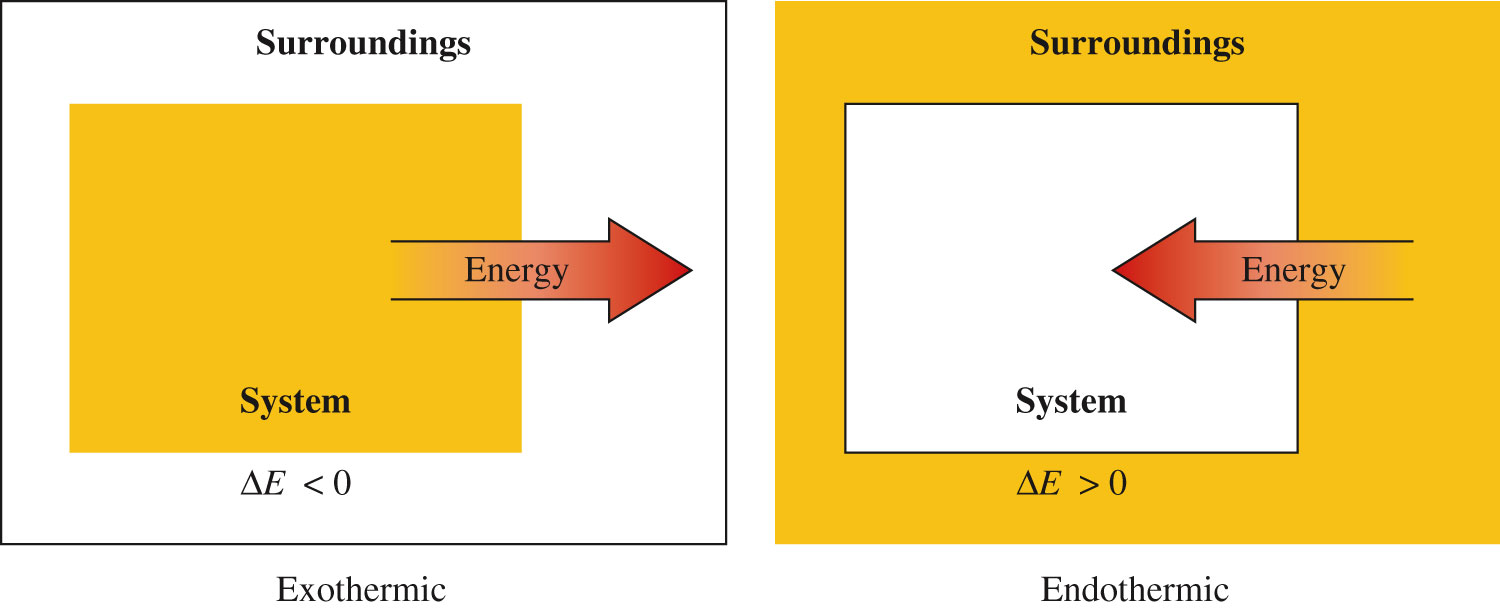 Surroundings
Energy
System
ΔE < 0
Exothermic
Surroundings
Energy
System
ΔE > 0
Endothermic